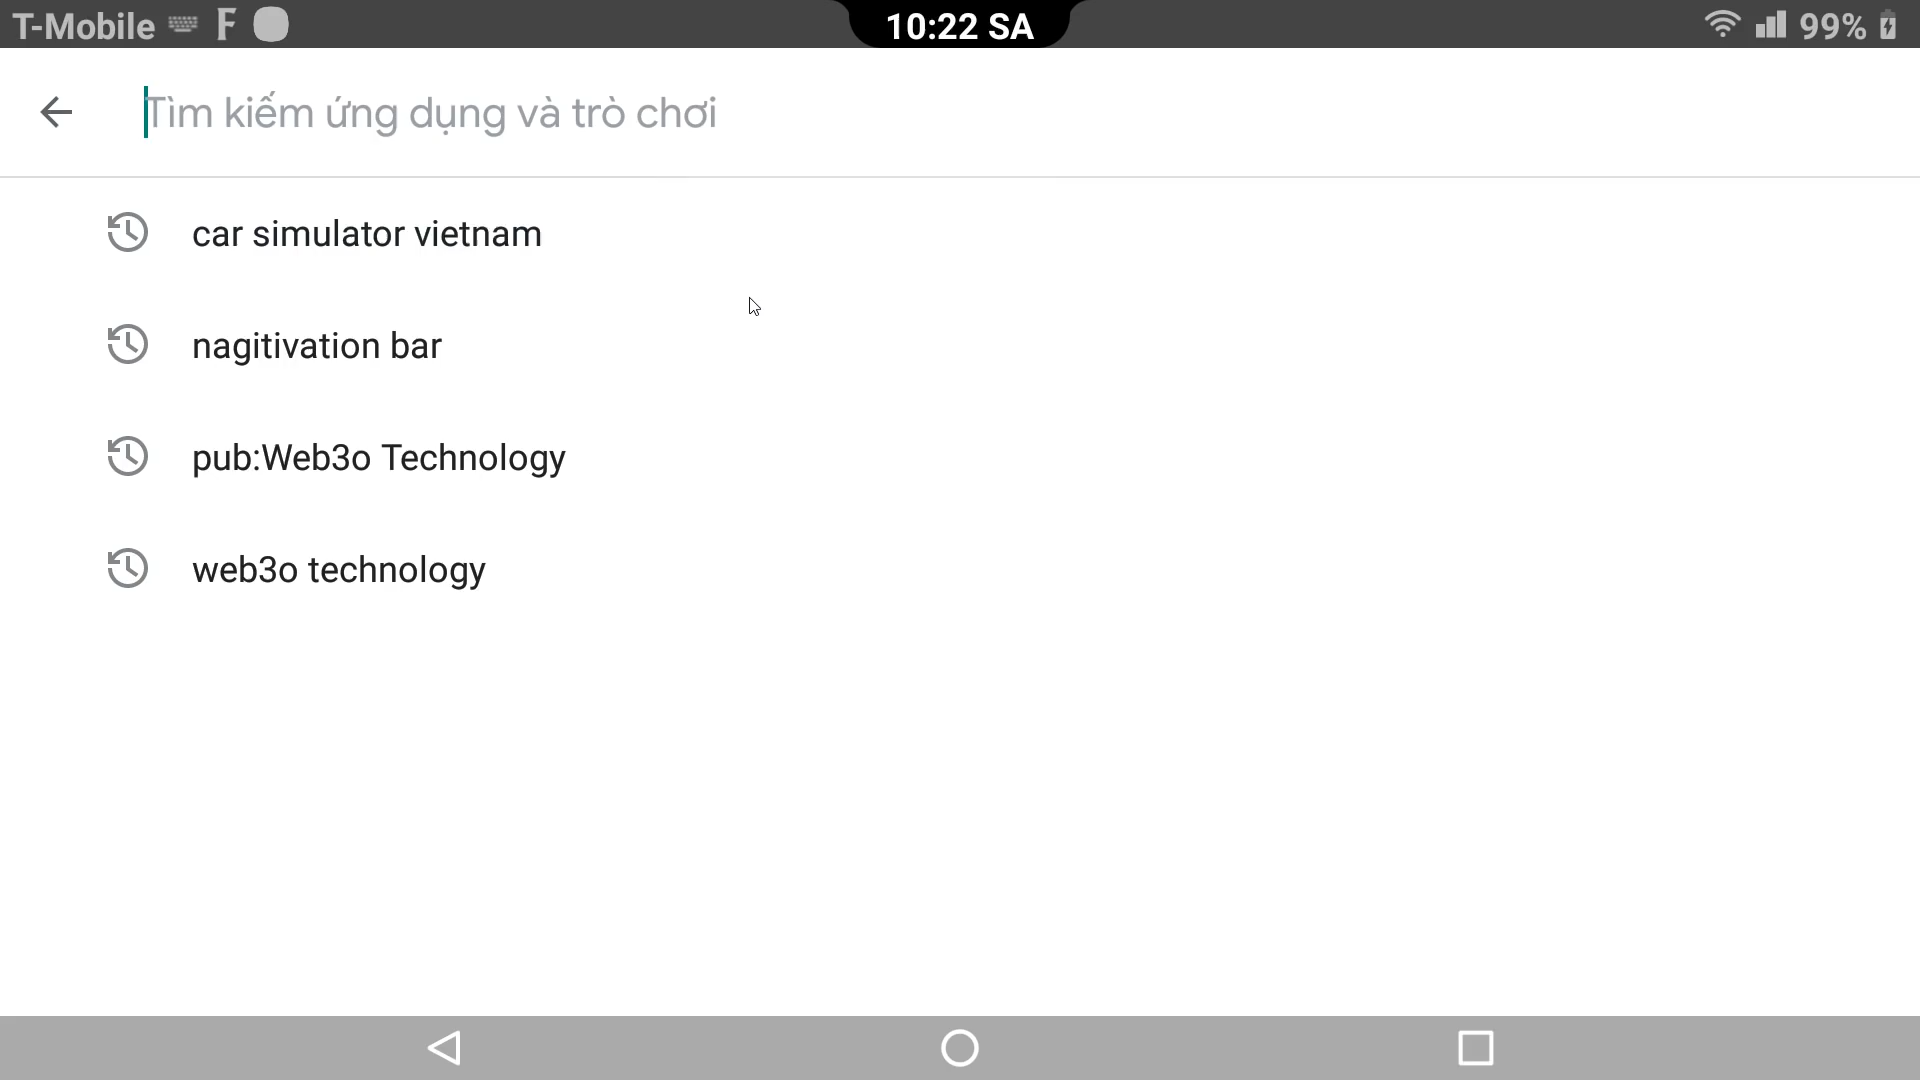 T-Mobile F 10:22 SA 99%
Tìm kiếm ứng dụng và trò chơi
car simulator vietnam
nagitivation bar
pub:Web3o Technology
web3o technology